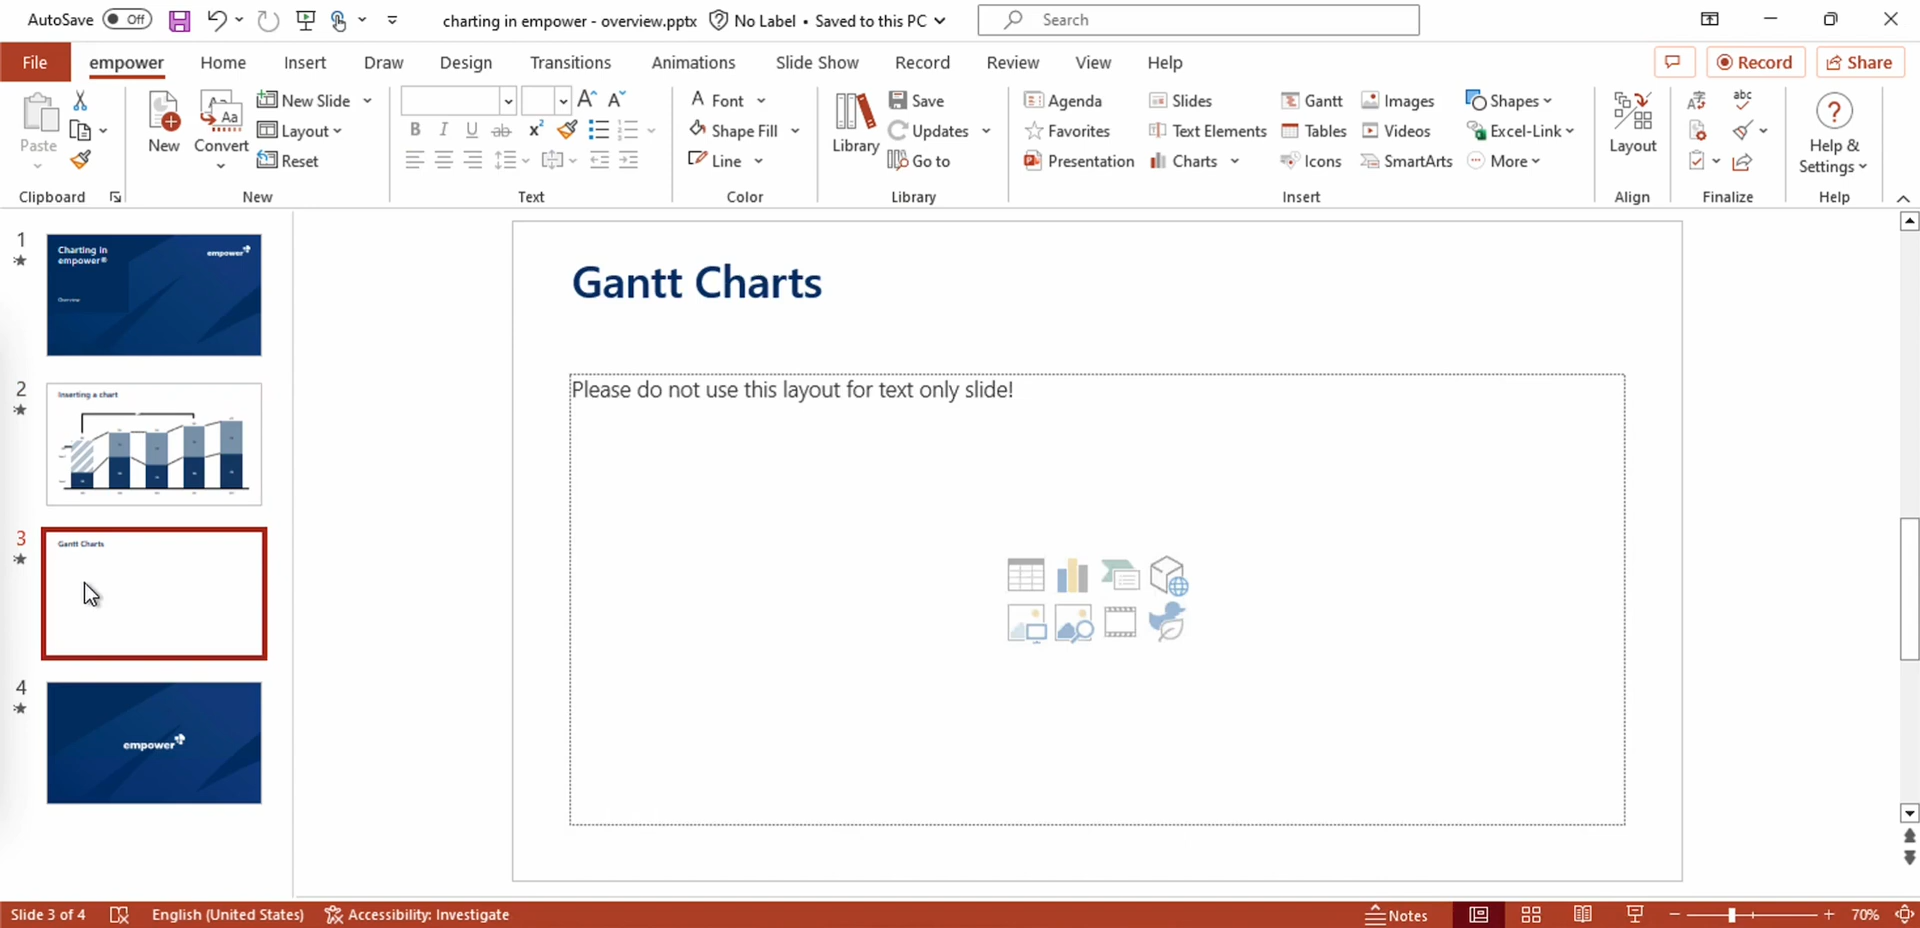 AutoSave Off charting in empower - overview.pptx No Label • Saved to this PC Search
File empower Home Insert Draw Design Transitions Animations Slide Show Record Review View Help Record Share
Paste
Clipboard
New
Convert
New Slide
Layout
Reset
New
B I U ab x² 
Text
Font
Shape Fill
Line
Color
Library
Save
Updates
Go to
Library
Agenda
Favorites
Presentation
Slides
Text Elements
Charts
Gantt
Tables
Icons
Images
Videos
SmartArts
Shapes
Excel-Link
More
Insert
Layout
Align
abc
Finalize
Help &
Settings
Help
1
Charting in
empower®
empower
Overview
2
Inserting a chart
3
Gantt Charts
4
empower
Gantt Charts
Please do not use this layout for text only slide!
Slide 3 of 4 English (United States) Accessibility: Investigate Notes 70%